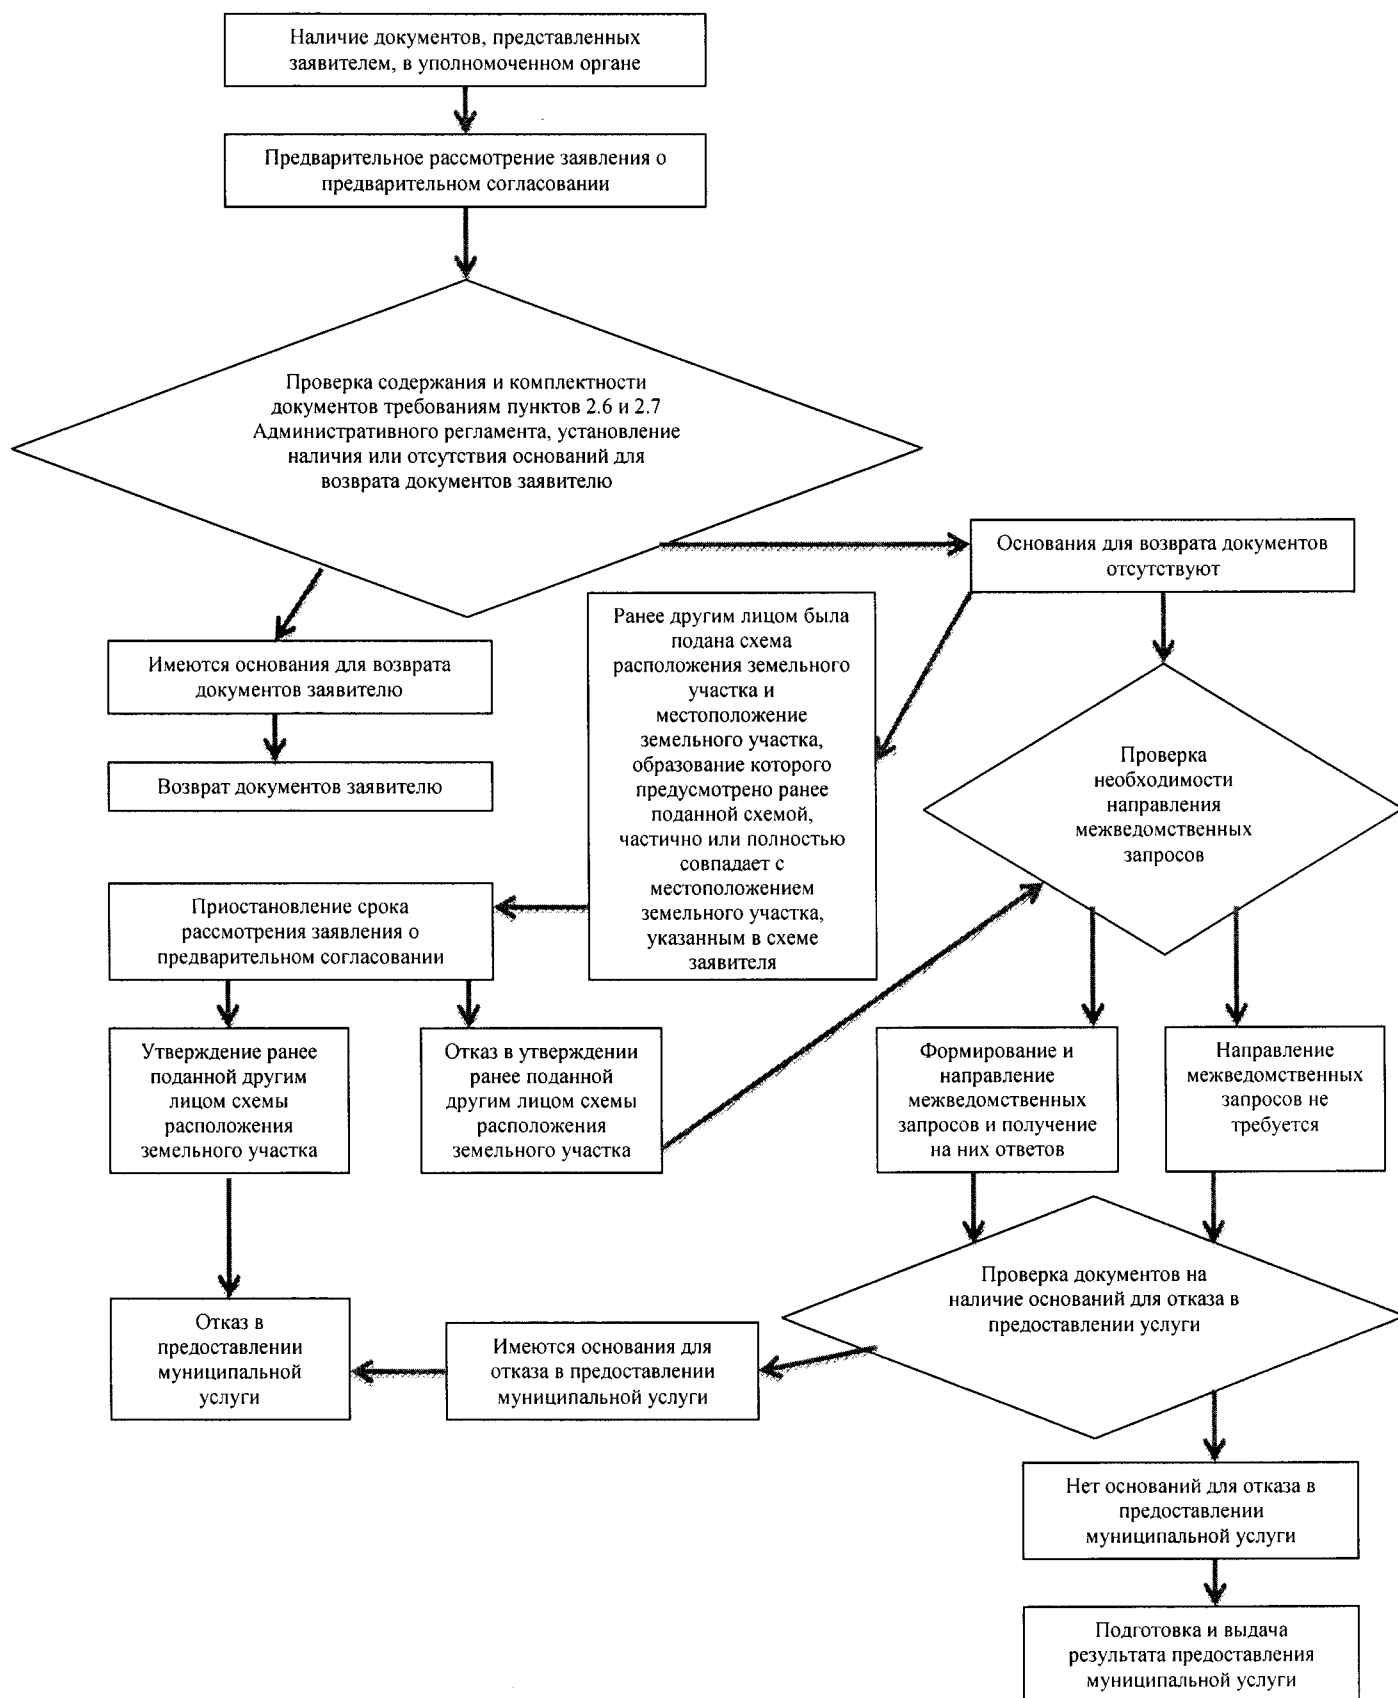 Наличие документов, представленных
заявителем, в уполномоченном органе
Предварительное рассмотрение заявления о
предварительном согласовании
Проверка содержания и комплектности
документов требованиям пунктов 2.6 и 2.7
Административного регламента, установление
наличия или отсутствия оснований для
возврата документов заявителю
Основания для возврата документов
отсутствуют
Имеются основания для возврата
документов заявителю
Возврат документов заявителю
Ранее другим лицом была
подана схема
расположения земельного
участка и
местоположение
земельного участка,
образование которого
предусмотрено ранее
поданной схемой,
частично или полностью
совпадает с
местоположением
земельного участка,
указанным в схеме
заявителя
Проверка
необходимости
направления
межведомственных
запросов
Приостановление срока
рассмотрения заявления о
предварительном согласовании
Утверждение ранее
поданной другим
лицом схемы
расположения
земельного участка
Отказ в утверждении
ранее поданной
другим лицом схемы
расположения
земельного участка
Формирование и
направление
межведомственных
запросов и получение
на них ответов
Направление
межведомственных
запросов не
требуется
Проверка документов на
наличие оснований для отказа в
предоставлении услуги
Отказ в
предоставлении
муниципальной
услуги
Имеются основания для
отказа в предоставлении
муниципальной услуги
Нет оснований для отказа в
предоставлении
муниципальной услуги
Подготовка и выдача
результата предоставления
муниципальной услуги